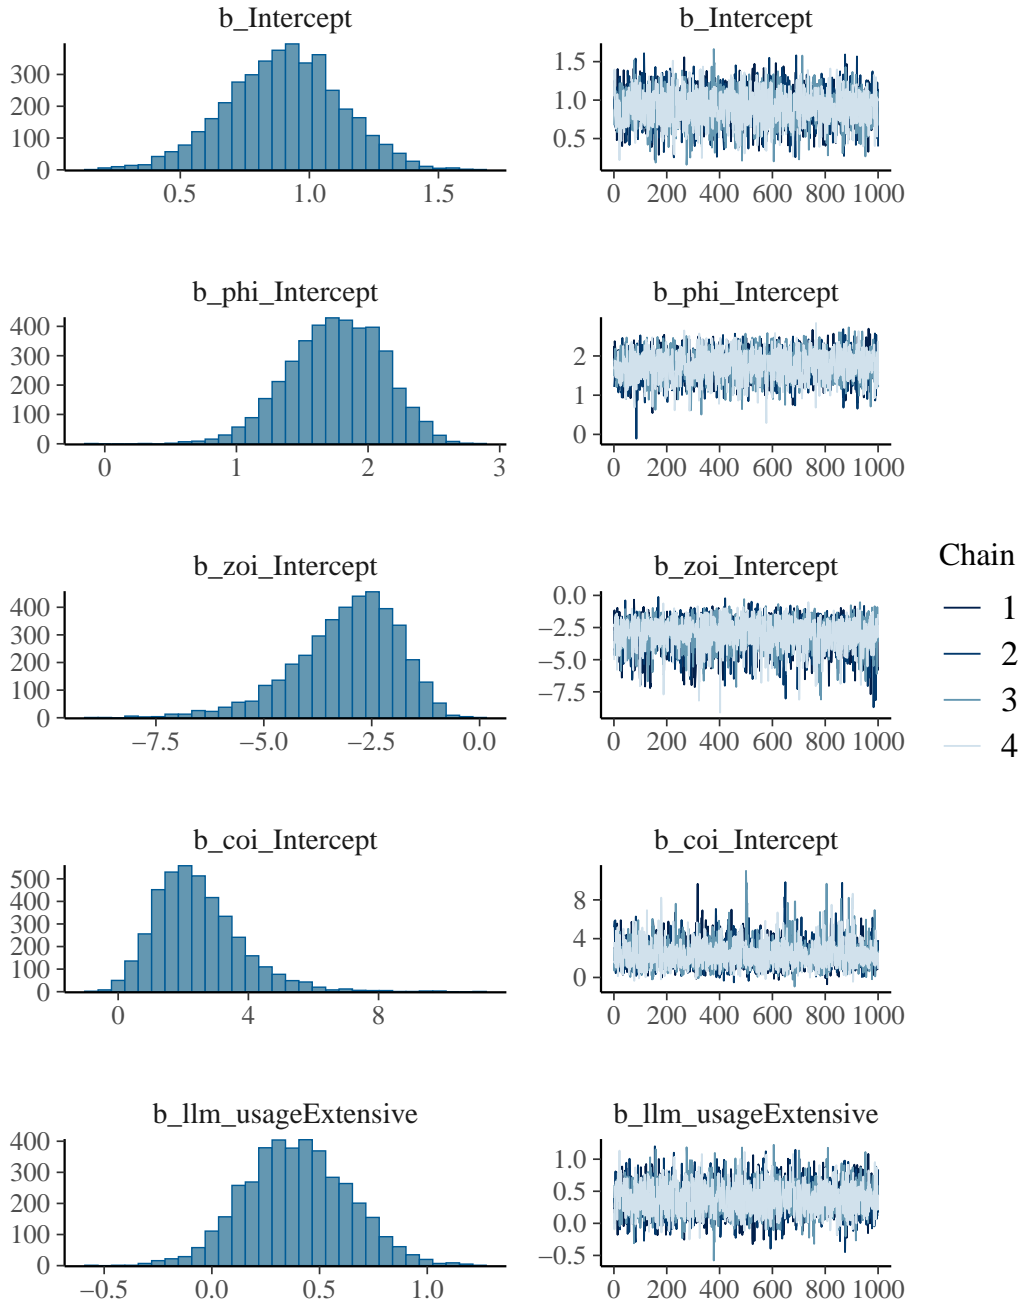 b_Intercept
300
200
100
0
0.5 1.0 1.5
b_Intercept
1.5
1.0
0.5
0 200 400 600 800 1000
b_phi_Intercept
400
300
200
100
0
0 1 2 3
b_phi_Intercept
2
1
0
0 200 400 600 800 1000
b_zoi_Intercept
400
300
200
100
0
−7.5 −5.0 −2.5 0.0
b_zoi_Intercept
0.0
−2.5
−5.0
−7.5
0 200 400 600 800 1000
Chain
1
2
3
4
b_coi_Intercept
500
400
300
200
100
0
0 4 8
b_coi_Intercept
8
4
0
0 200 400 600 800 1000
b_llm_usageExtensive
400
300
200
100
0
−0.5 0.0 0.5 1.0
b_llm_usageExtensive
1.0
0.5
0.0
−0.5
0 200 400 600 800 1000